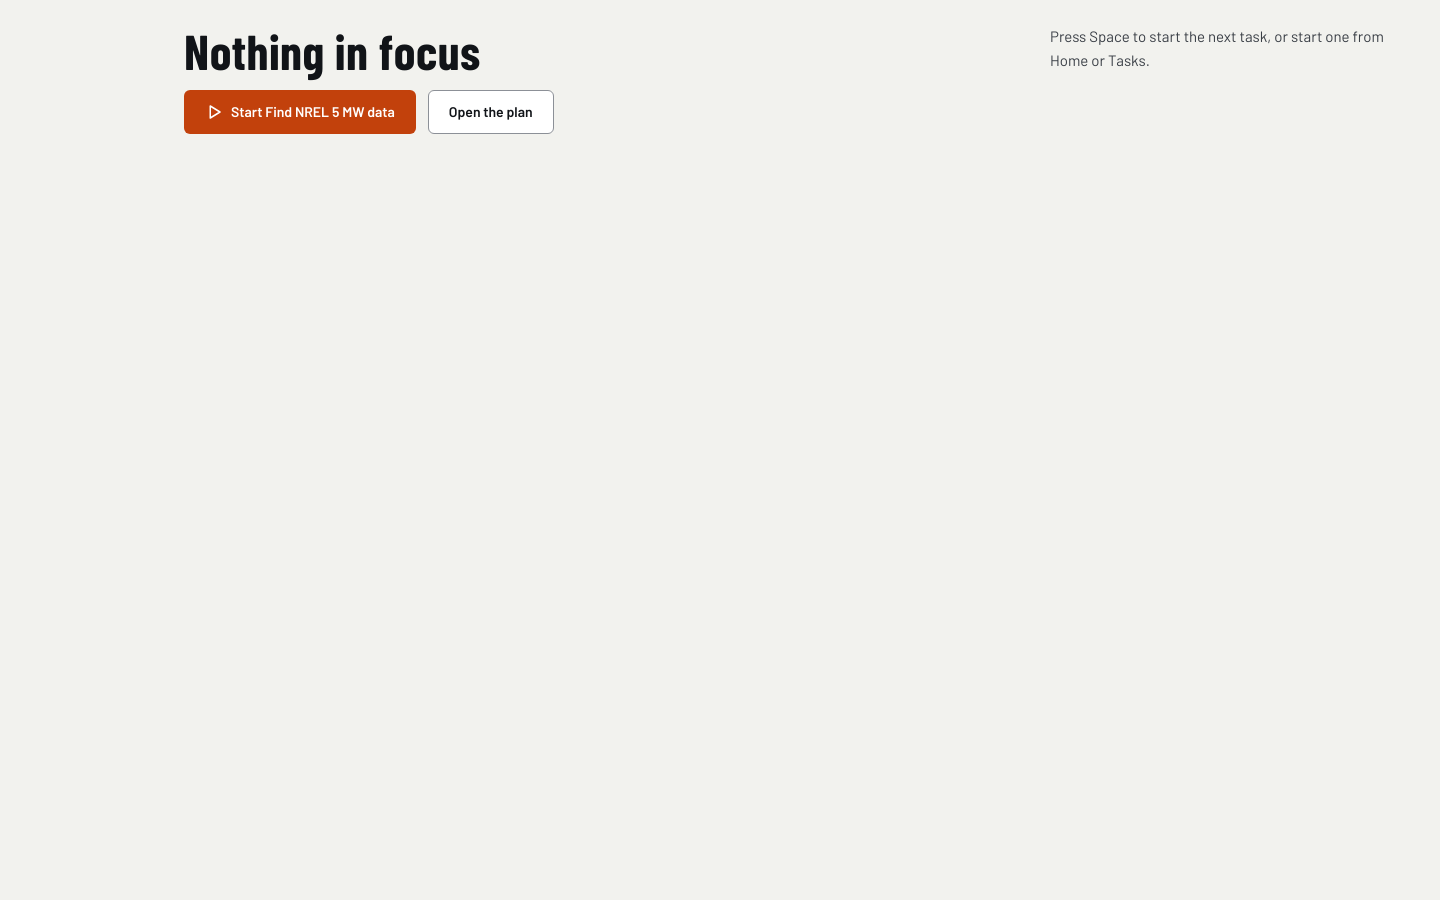 Nothing in focus
Press Space to start the next task, or start one from
Home or Tasks.
Start Find NREL 5 MW data
Open the plan